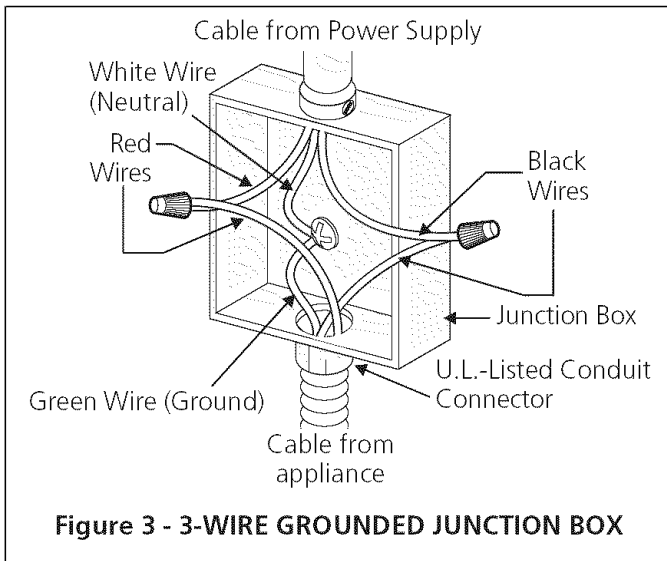 Cable from Power Supply
White Wire
(Neutral)
Red
Wires
Black
Wires
Junction Box
U.L.-Listed Conduit
Connector
Green Wire (Ground)
Cable from
appliance
Figure 3 - 3-WIRE GROUNDED JUNCTION BOX